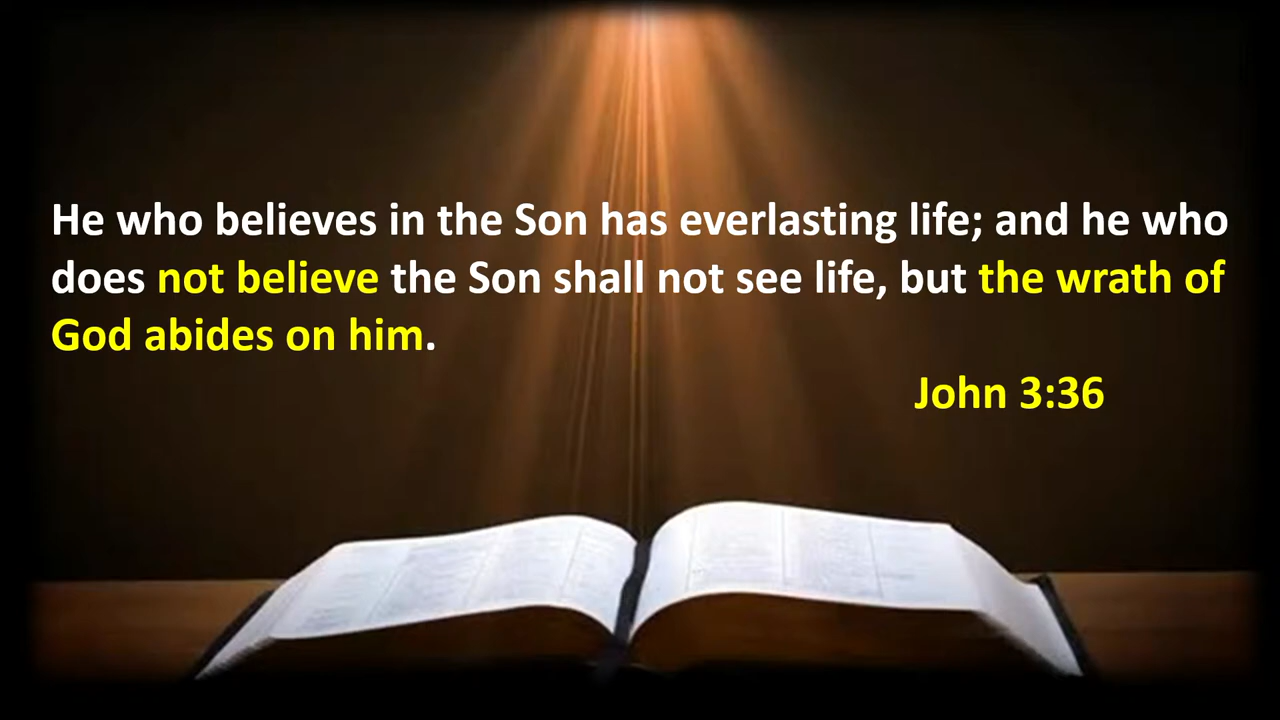 He who believes in the Son has everlasting life; and he who
does not believe the Son shall not see life, but the wrath of
God abides on him.
John 3:36